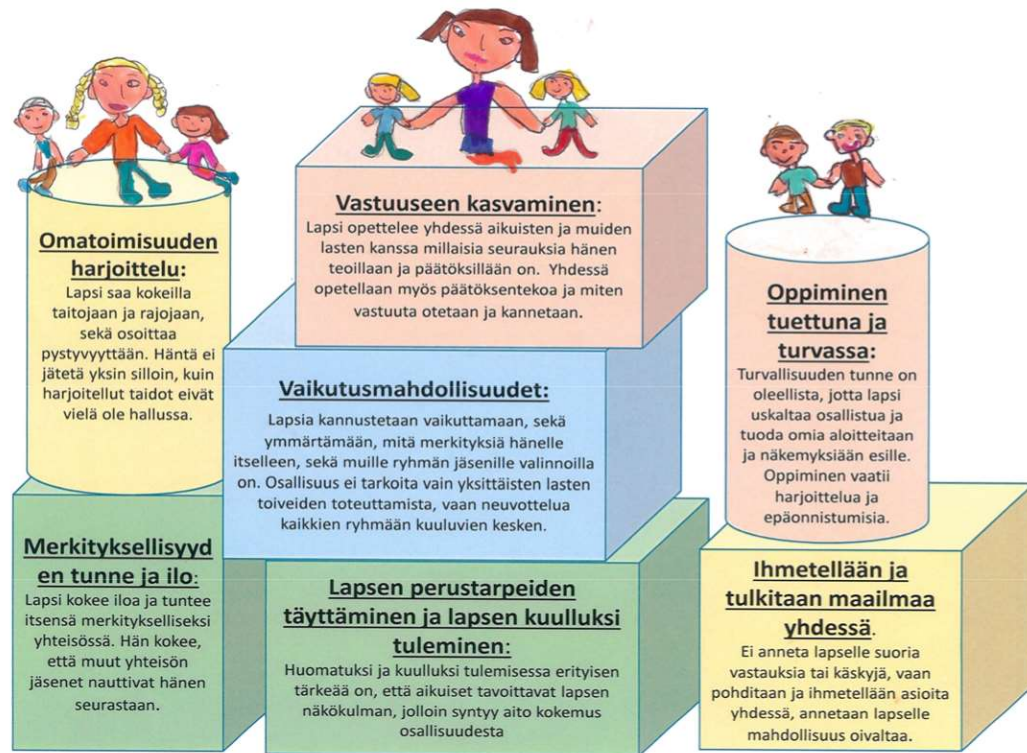 Omatoimisuuden
harjoittelu:
Lapsi saa kokeilla
taitojaan ja rajojaan,
sekä osoittaa
pystyvyyttään. Häntä ei
jätetä yksin silloin, kuin
harjoitellut taidot eivät
vielä ole hallussa.
Vastuuseen kasvaminen:
Lapsi opettelee yhdessä aikuisten ja muiden
lasten kanssa millaisia seurauksia hänen
teoillaan ja päätöksillään on. Yhdessä
opetellaan myös päätöksentekoa ja miten
vastuuta otetaan ja kannetaan.
Oppiminen
tuettuna ja
turvassa:
Turvallisuuden tunne on
oleellista, jotta lapsi
uskaltaa osallistua ja
tuoda omia aloitteitaan
ja näkemyksiään esille.
Oppiminen vaatii
harjoittelua ja
epäonnistumisia.
Vaikutusmahdollisuudet:
Lapsia kannustetaan vaikuttamaan, sekä
ymmärtämään, mitä merkityksiä hänelle
itselleen, sekä muille ryhmän jäsenille valinnoilla
on. Osallisuus ei tarkoita vain yksittäisten lasten
toiveiden toteuttamista, vaan neuvottelua
kaikkien ryhmään kuuluvien kesken.
Merkityksellisyyd
en tunne ja ilo:
Lapsi kokee iloa ja tuntee
itsensä merkitykselliseksi
yhteisössä. Hän kokee,
että muut yhteisön
jäsenet nauttivat hänen
seurastaan.
Lapsen perustarpeiden
täyttäminen ja lapsen kuulluksi
tuleminen:
Huomatuksi ja kuulluksi tulemisessa erityisen
tärkeää on, että aikuiset tavoittavat lapsen
näkökulman, jolloin syntyy aito kokemus
osallisuudesta
Ihmetellään ja
tulkitaan maailmaa
yhdessä.
Ei anneta lapselle suoria
vastauksia tai käskyjä, vaan
pohditaan ja ihmetellään asioita
yhdessä, annetaan lapselle
mahdollisuus oivaltaa.